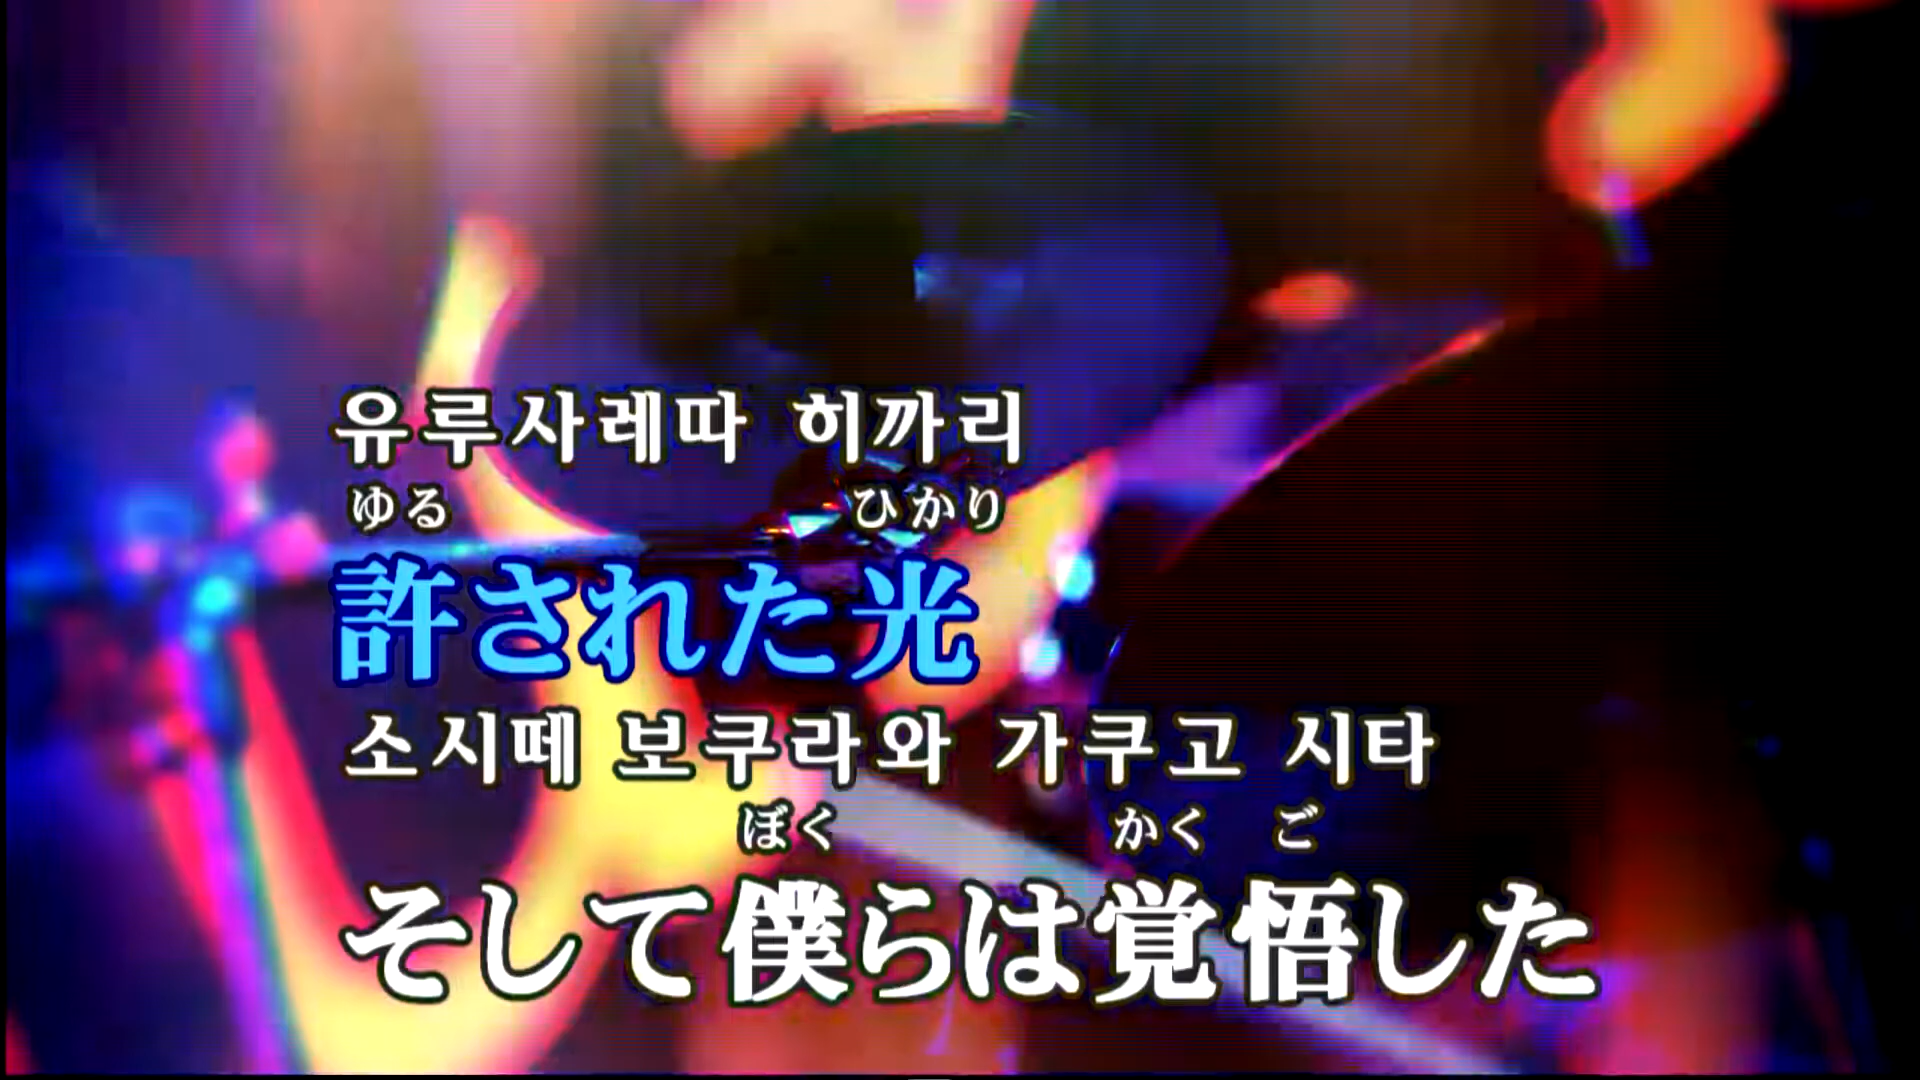 유루사레따 히까리
ゆる ひかり
許された光
소시떼 보쿠라와 가쿠고 시타
ぼく かく ご
そして僕らは覚悟した